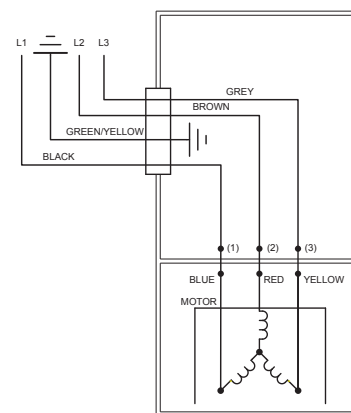 L1 L2 L3
GREY
BROWN
GREEN/YELLOW
BLACK
(1) (2) (3)
BLUE RED YELLOW
MOTOR